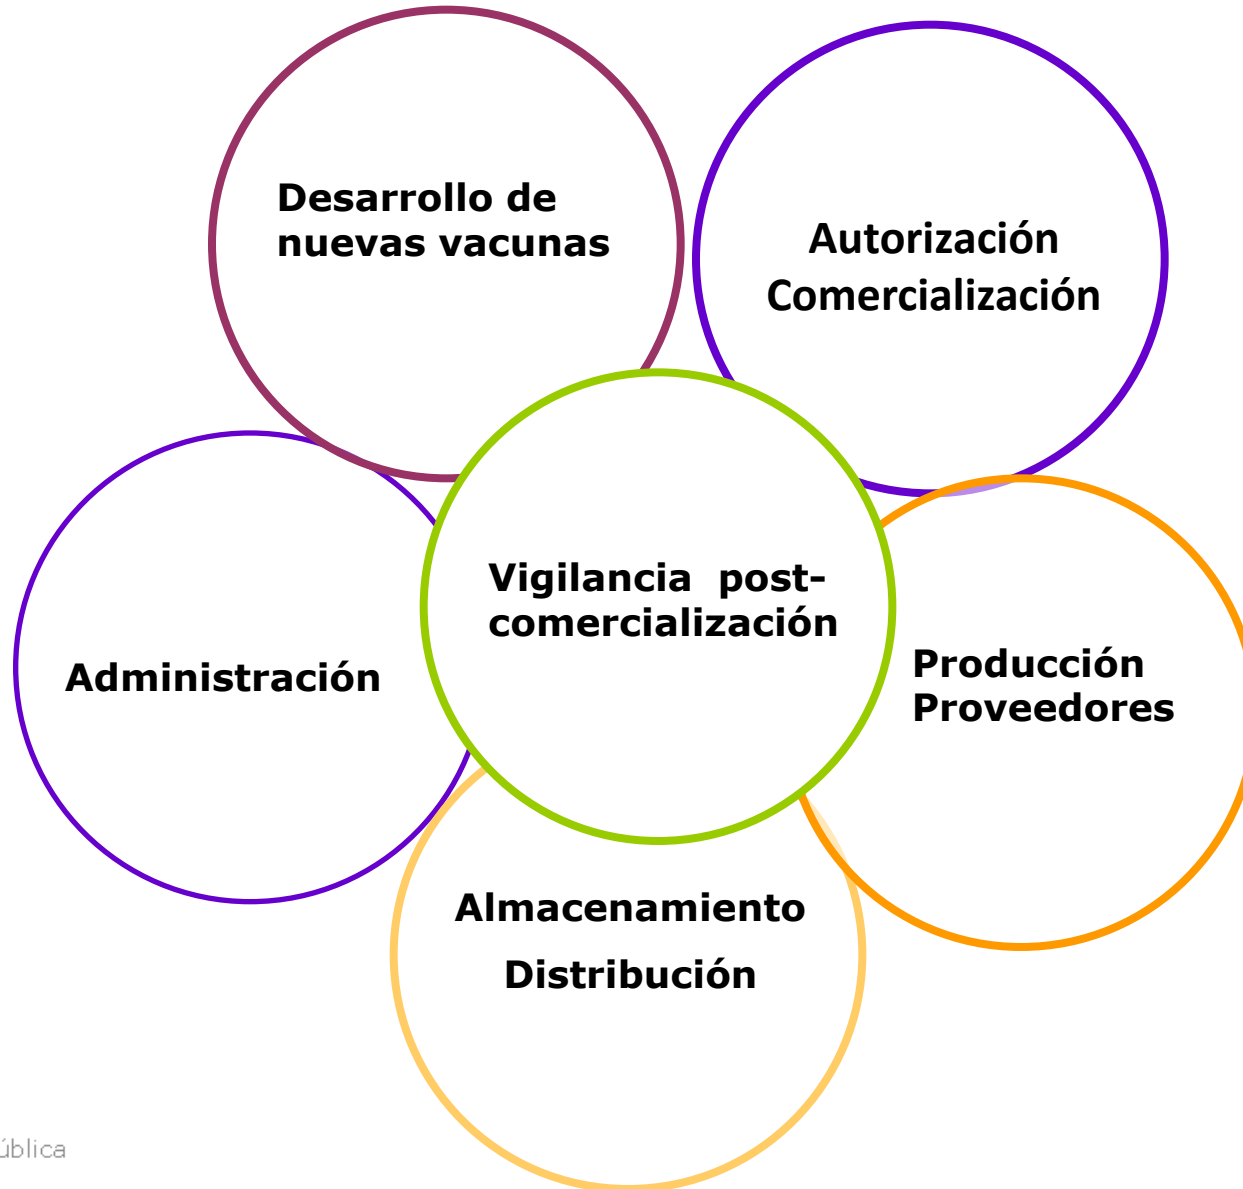 Desarrollo de
nuevas vacunas
Autorización
Comercialización
Vigilancia post-
comercialización
Administración
Producción
Proveedores
Almacenamiento
Distribución